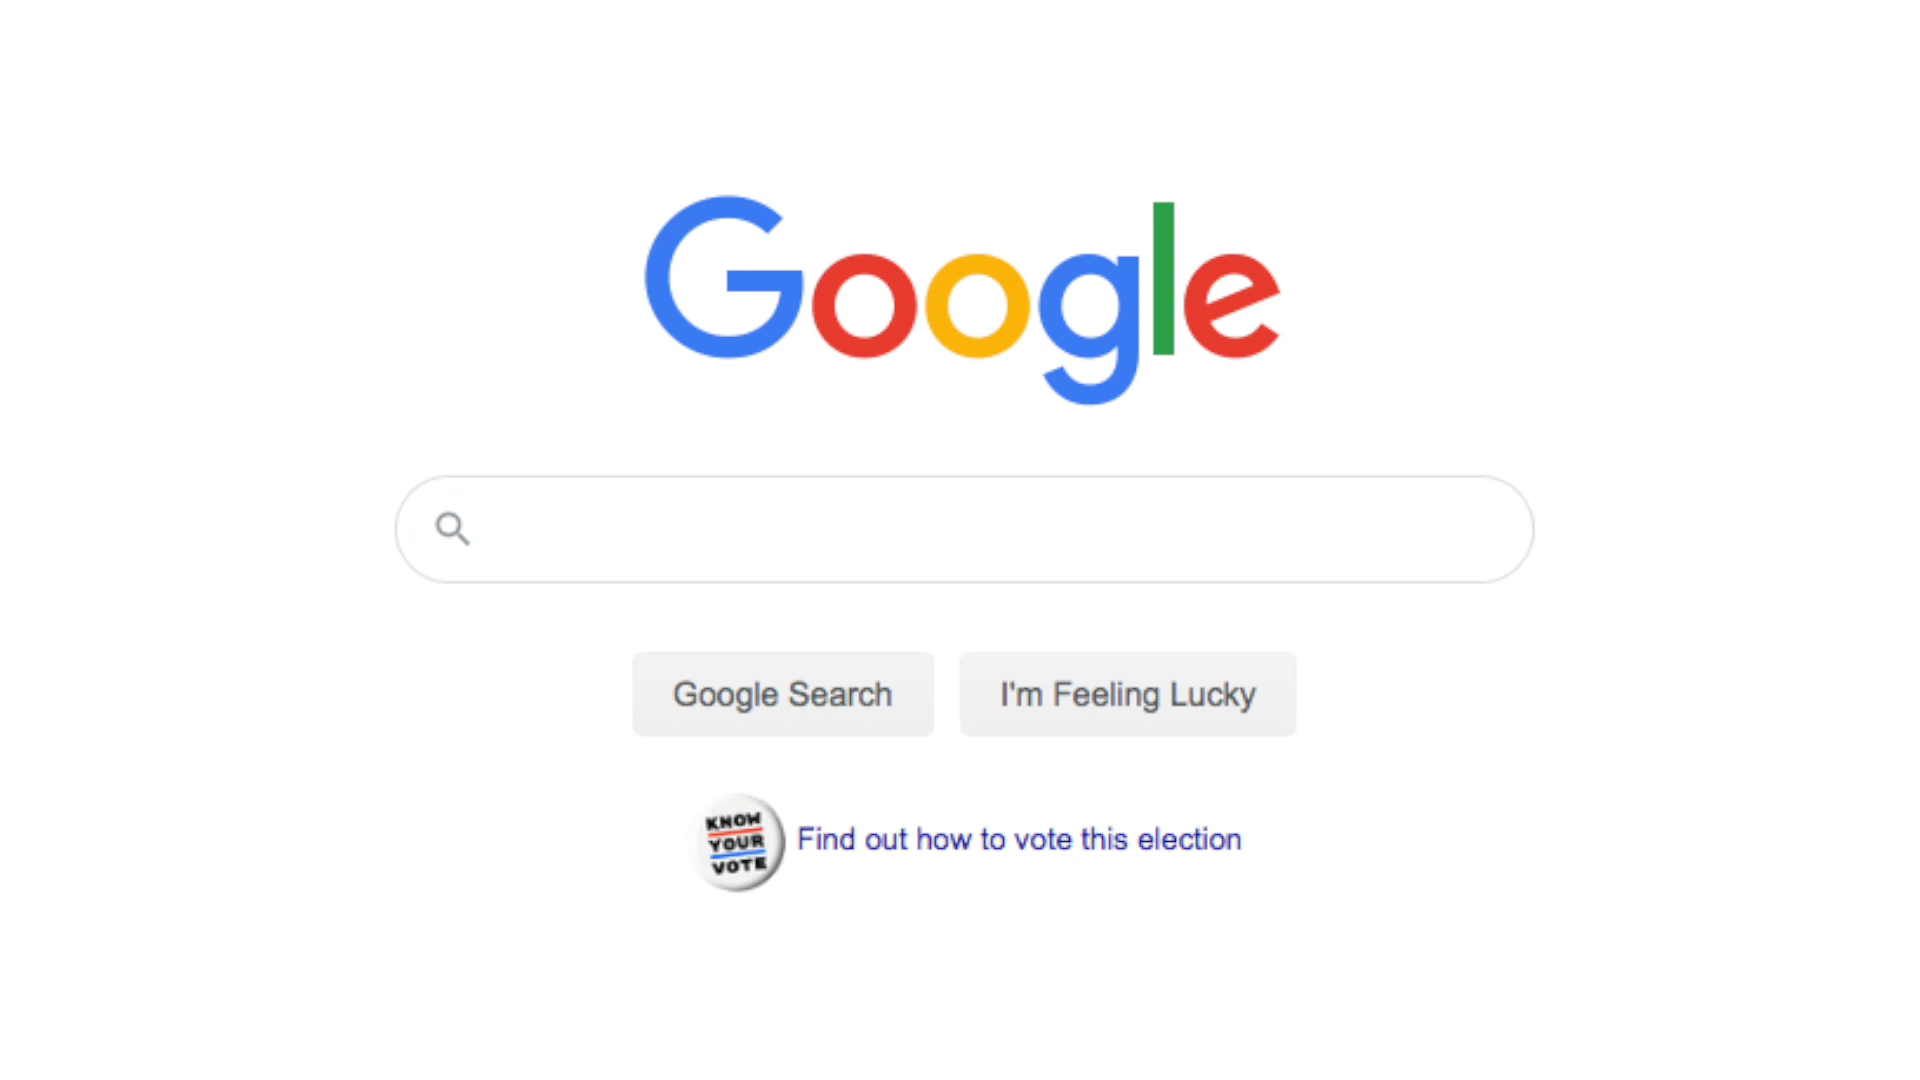 Google
Google Search
I'm Feeling Lucky
KNOW
YOUR
VOTE
Find out how to vote this election